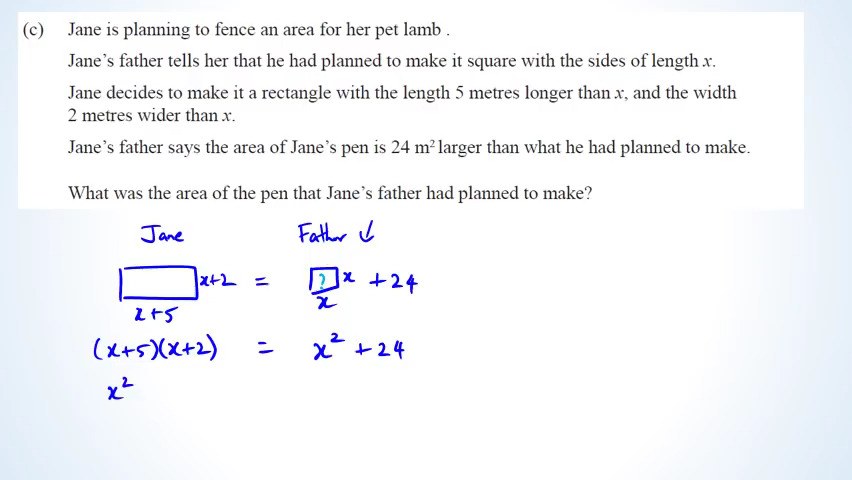 (c) Jane is planning to fence an area for her pet lamb .
Jane’s father tells her that he had planned to make it square with the sides of length x.
Jane decides to make it a rectangle with the length 5 metres longer than x, and the width
2 metres wider than x.
Jane’s father says the area of Jane’s pen is 24 m² larger than what he had planned to make.
What was the area of the pen that Jane’s father had planned to make?
Jane Father ↓
x+2 = ? x +24
x+5 x
(x+5)(x+2) = x² +24
x²